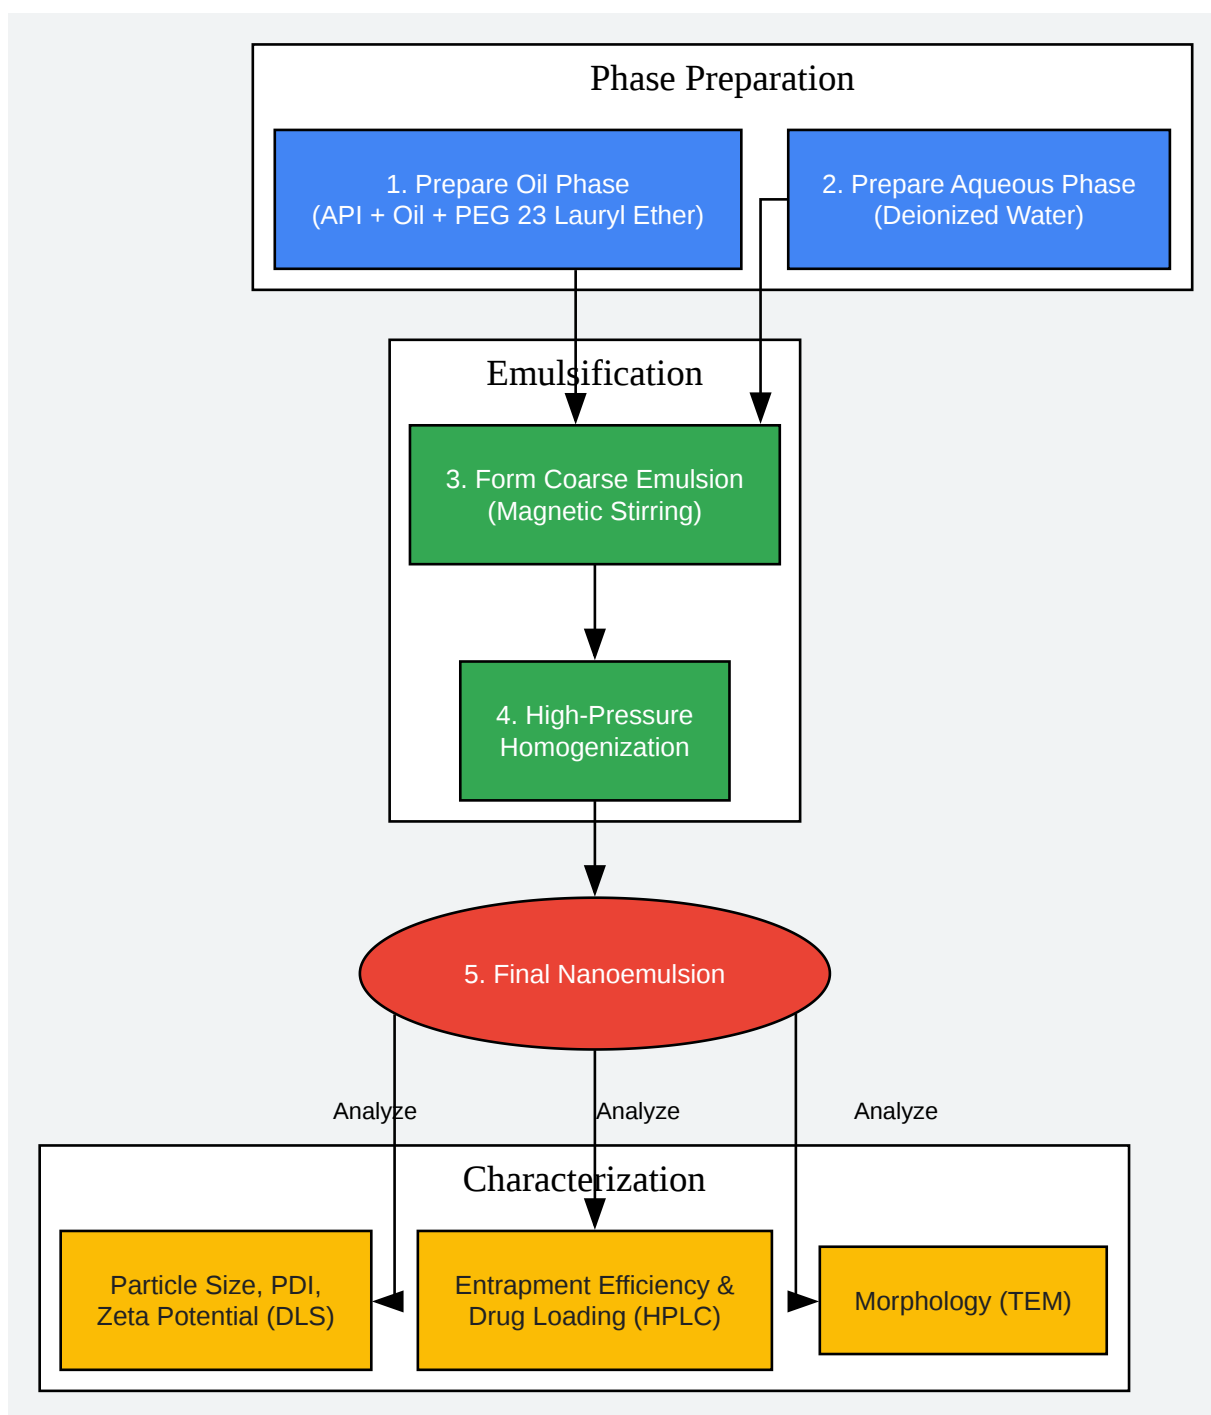 Phase Preparation
1. Prepare Oil Phase
(API + Oil + PEG 23 Lauryl Ether)
2. Prepare Aqueous Phase
(Deionized Water)
Emulsification
3. Form Coarse Emulsion
(Magnetic Stirring)
4. High-Pressure
Homogenization
5. Final Nanoemulsion
Analyze
Analyze
Analyze
Characterization
Particle Size, PDI,
Zeta Potential (DLS)
Entrapment Efficiency &
Drug Loading (HPLC)
Morphology (TEM)